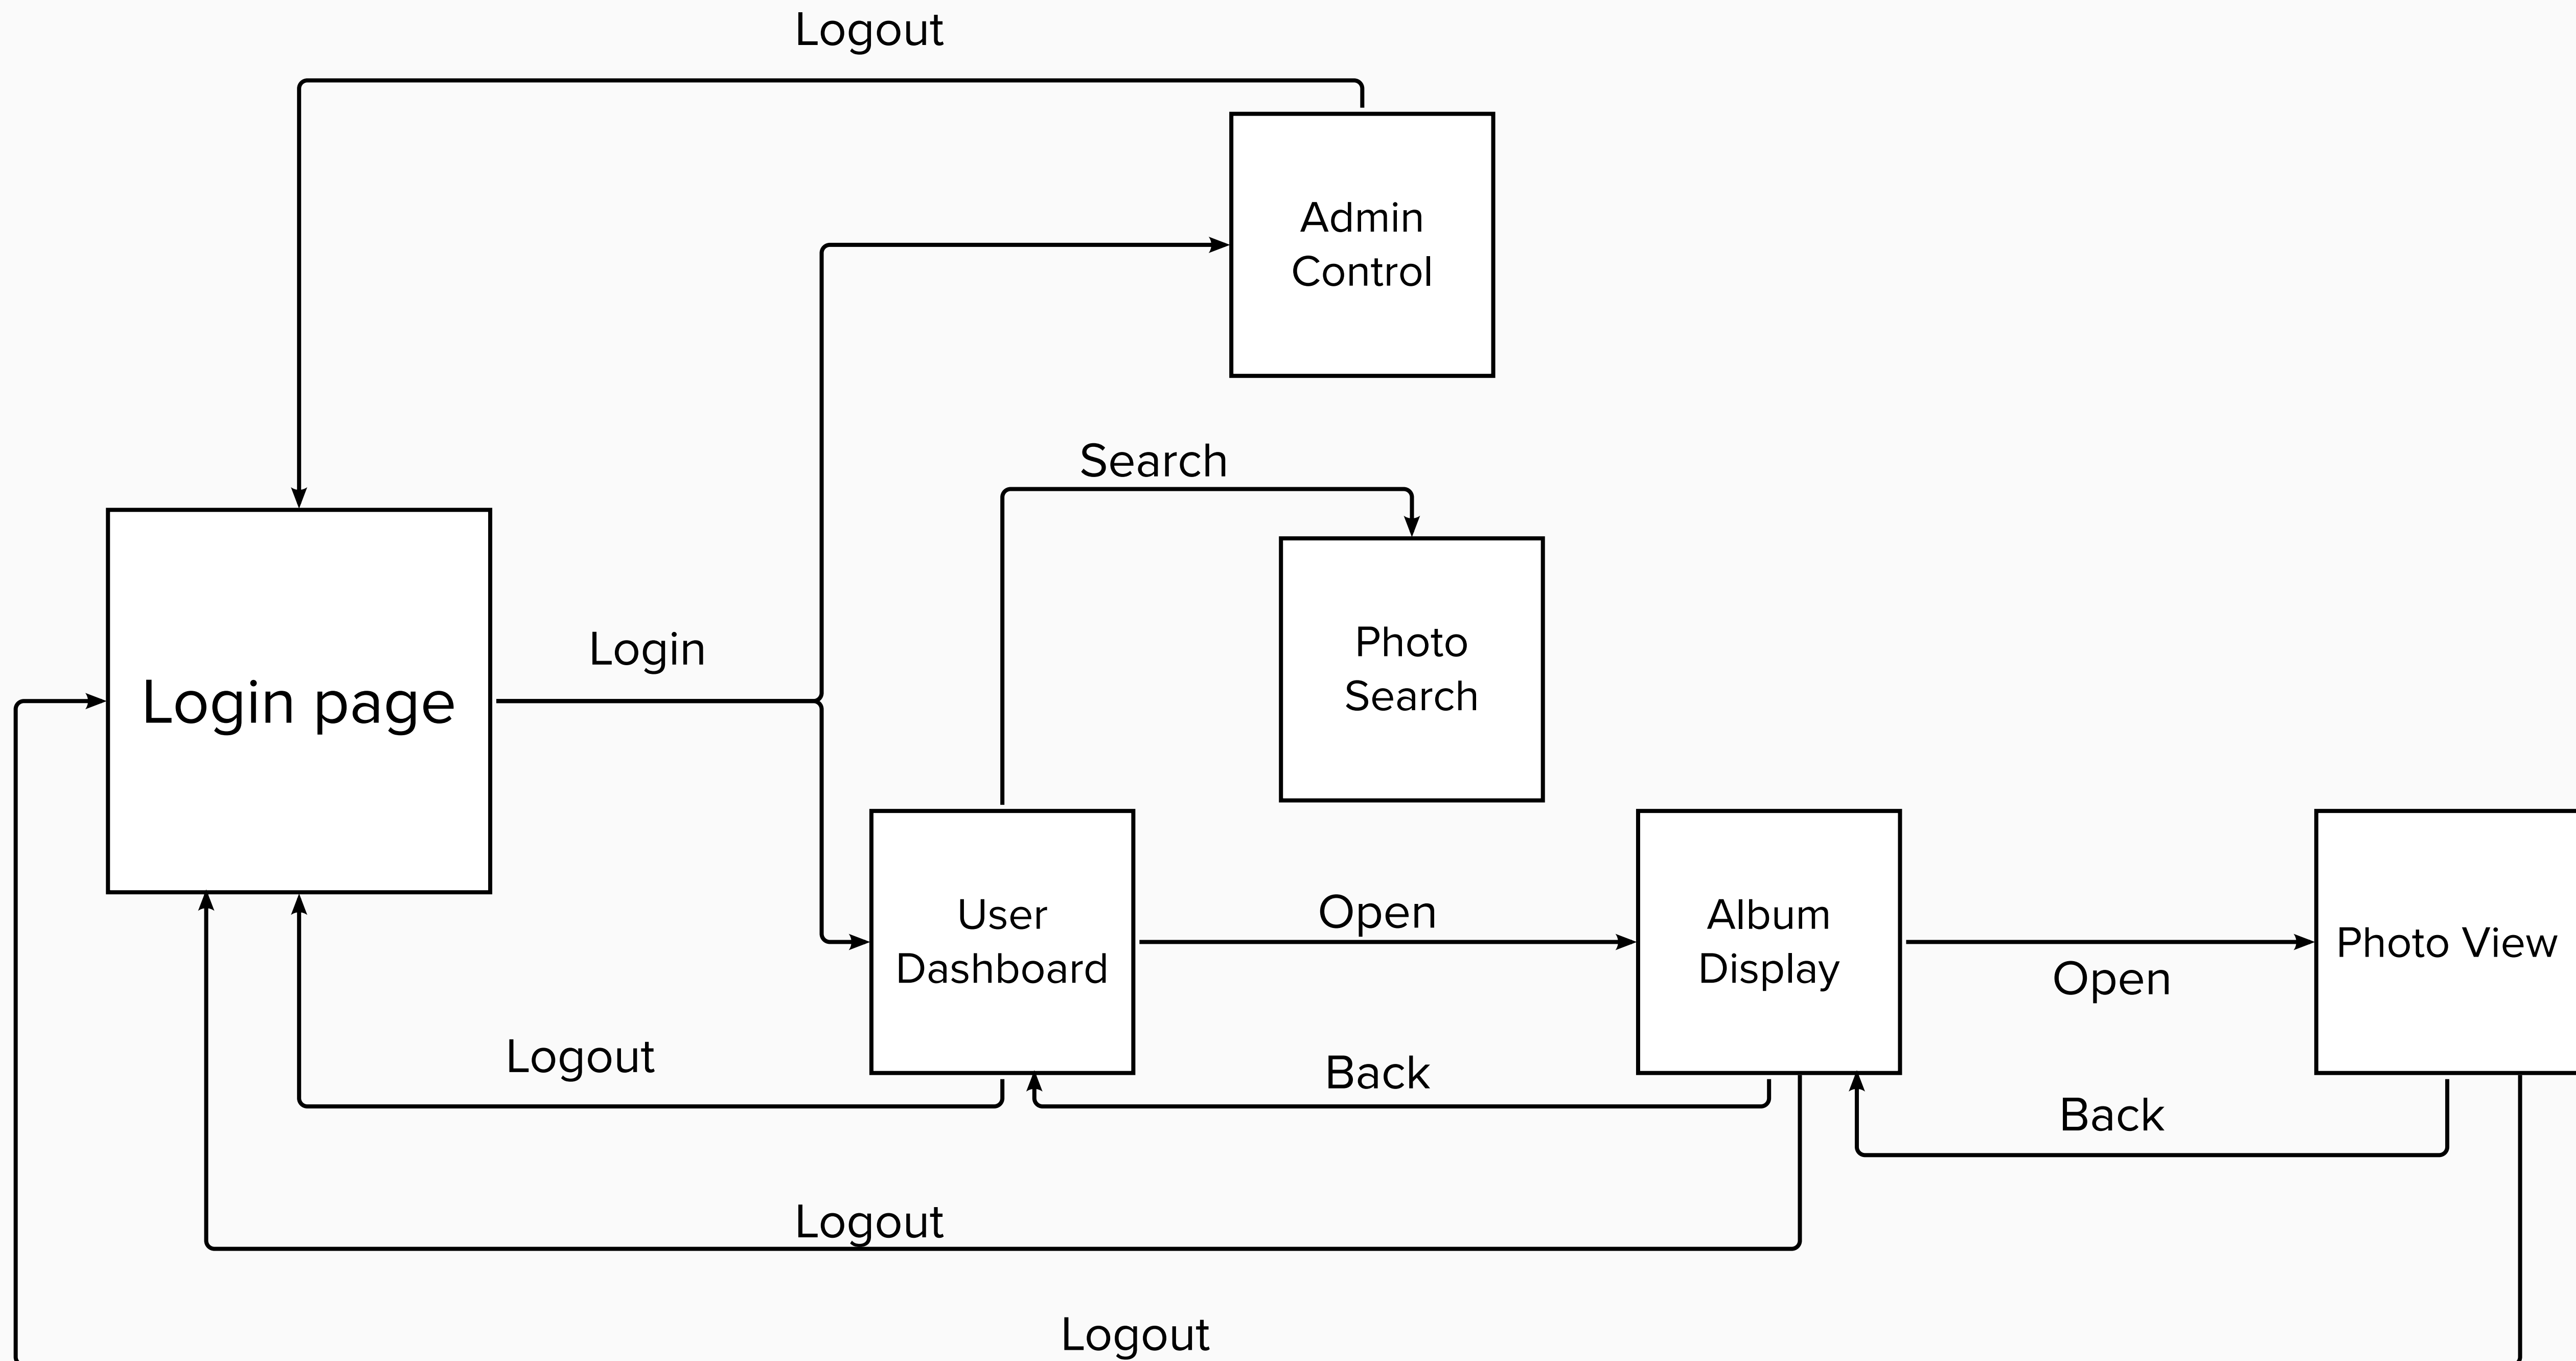 Logout
Admin
Control
Search
Photo
Search
Login
Login page
User
Dashboard
Open
Album
Display
Open
Photo View
Logout
Back
Back
Logout
Logout